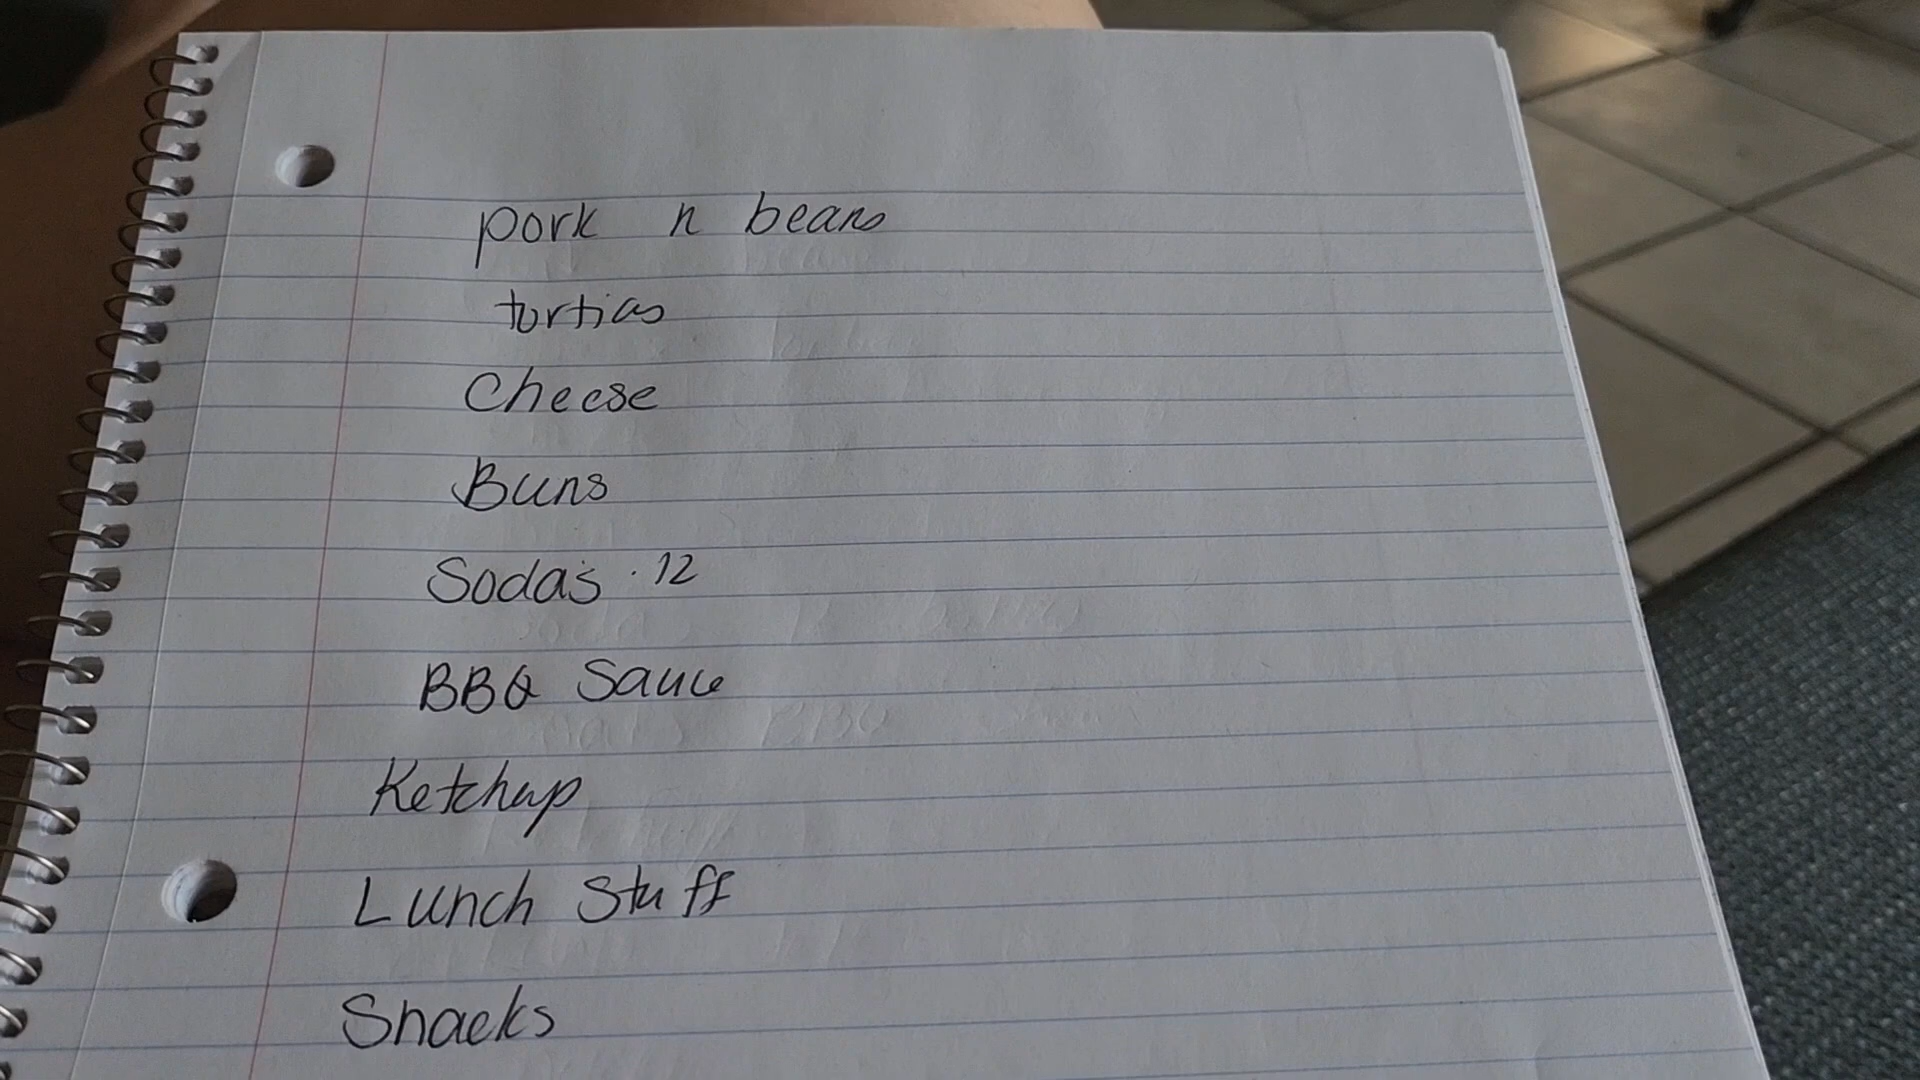 pork n beans
tortias
Cheese
Buns
Soda's . 12
BBQ Sauce
Ketchup
Lunch Stuff
Snacks